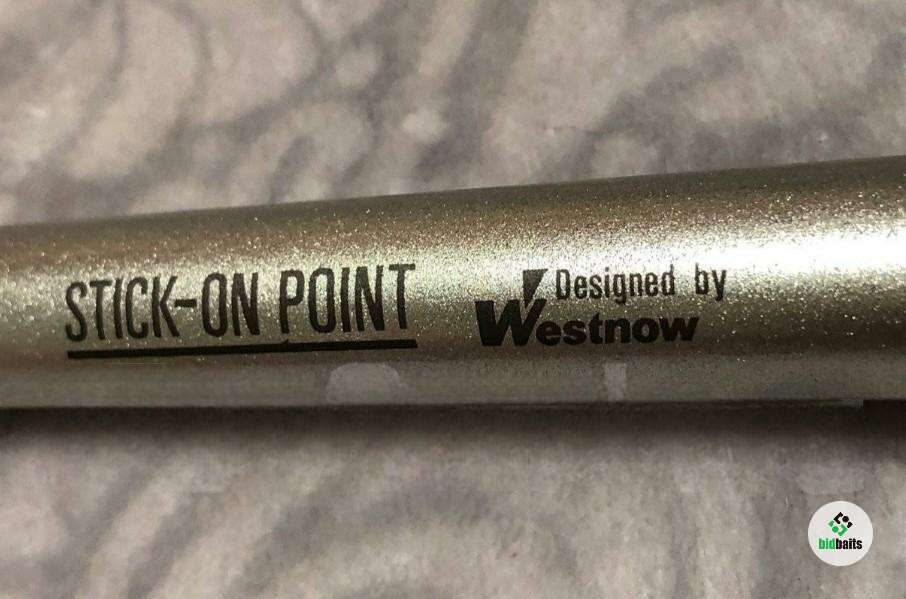 STICK-ON POINT
Designed by
Westnow
bidbaits